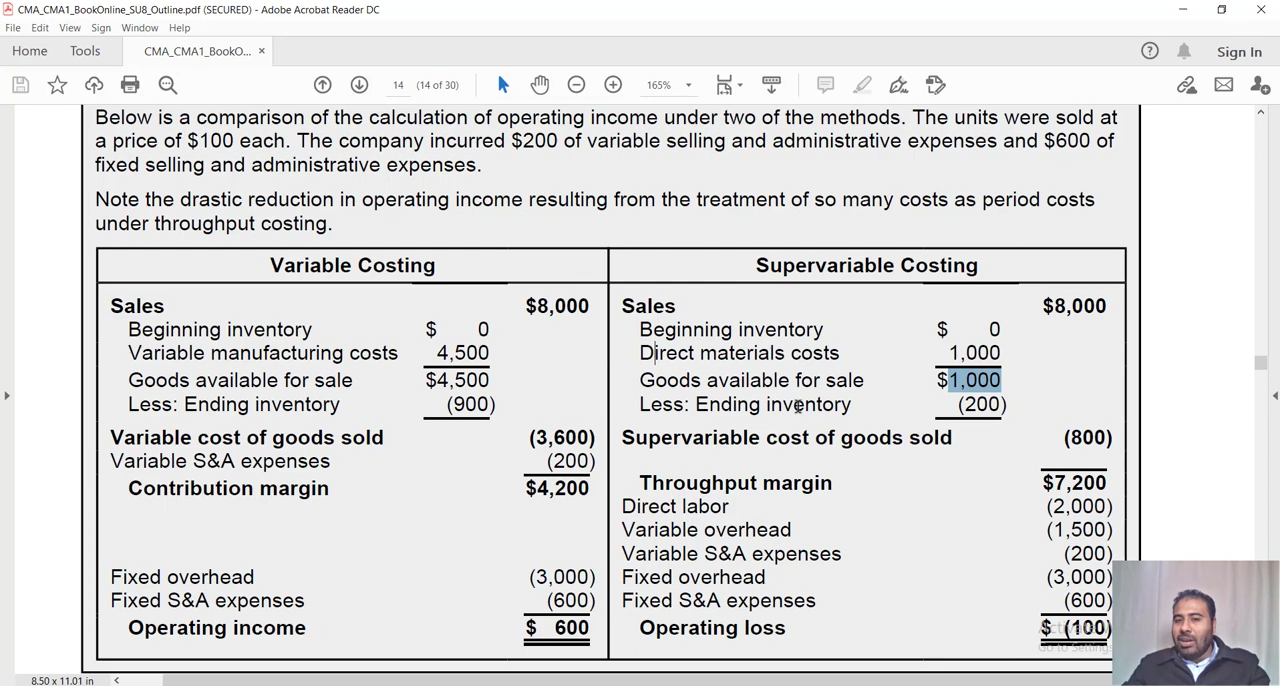 CMA_CMA1_BookOnline_SU8_Outline.pdf (SECURED) - Adobe Acrobat Reader DC
File Edit View Sign Window Help
Home Tools CMA_CMA1_BookO... × Sign In
14 (14 of 30) 165%
Below is a comparison of the calculation of operating income under two of the methods. The units were sold at
a price of $100 each. The company incurred $200 of variable selling and administrative expenses and $600 of
fixed selling and administrative expenses.
Note the drastic reduction in operating income resulting from the treatment of so many costs as period costs
under throughput costing.
Variable Costing
Sales $8,000
Beginning inventory $ 0
Variable manufacturing costs 4,500
Goods available for sale $4,500
Less: Ending inventory (900)
Variable cost of goods sold (3,600)
Variable S&A expenses (200)
Contribution margin $4,200
Fixed overhead (3,000)
Fixed S&A expenses (600)
Operating income $ 600
Supervariable Costing
Sales $8,000
Beginning inventory $ 0
Direct materials costs 1,000
Goods available for sale $1,000
Less: Ending inventory (200)
Supervariable cost of goods sold (800)
Throughput margin $7,200
Direct labor (2,000)
Variable overhead (1,500)
Variable S&A expenses (200)
Fixed overhead (3,000)
Fixed S&A expenses (600)
Operating loss $ (100)
Go to Settings
8.50 x 11.01 in